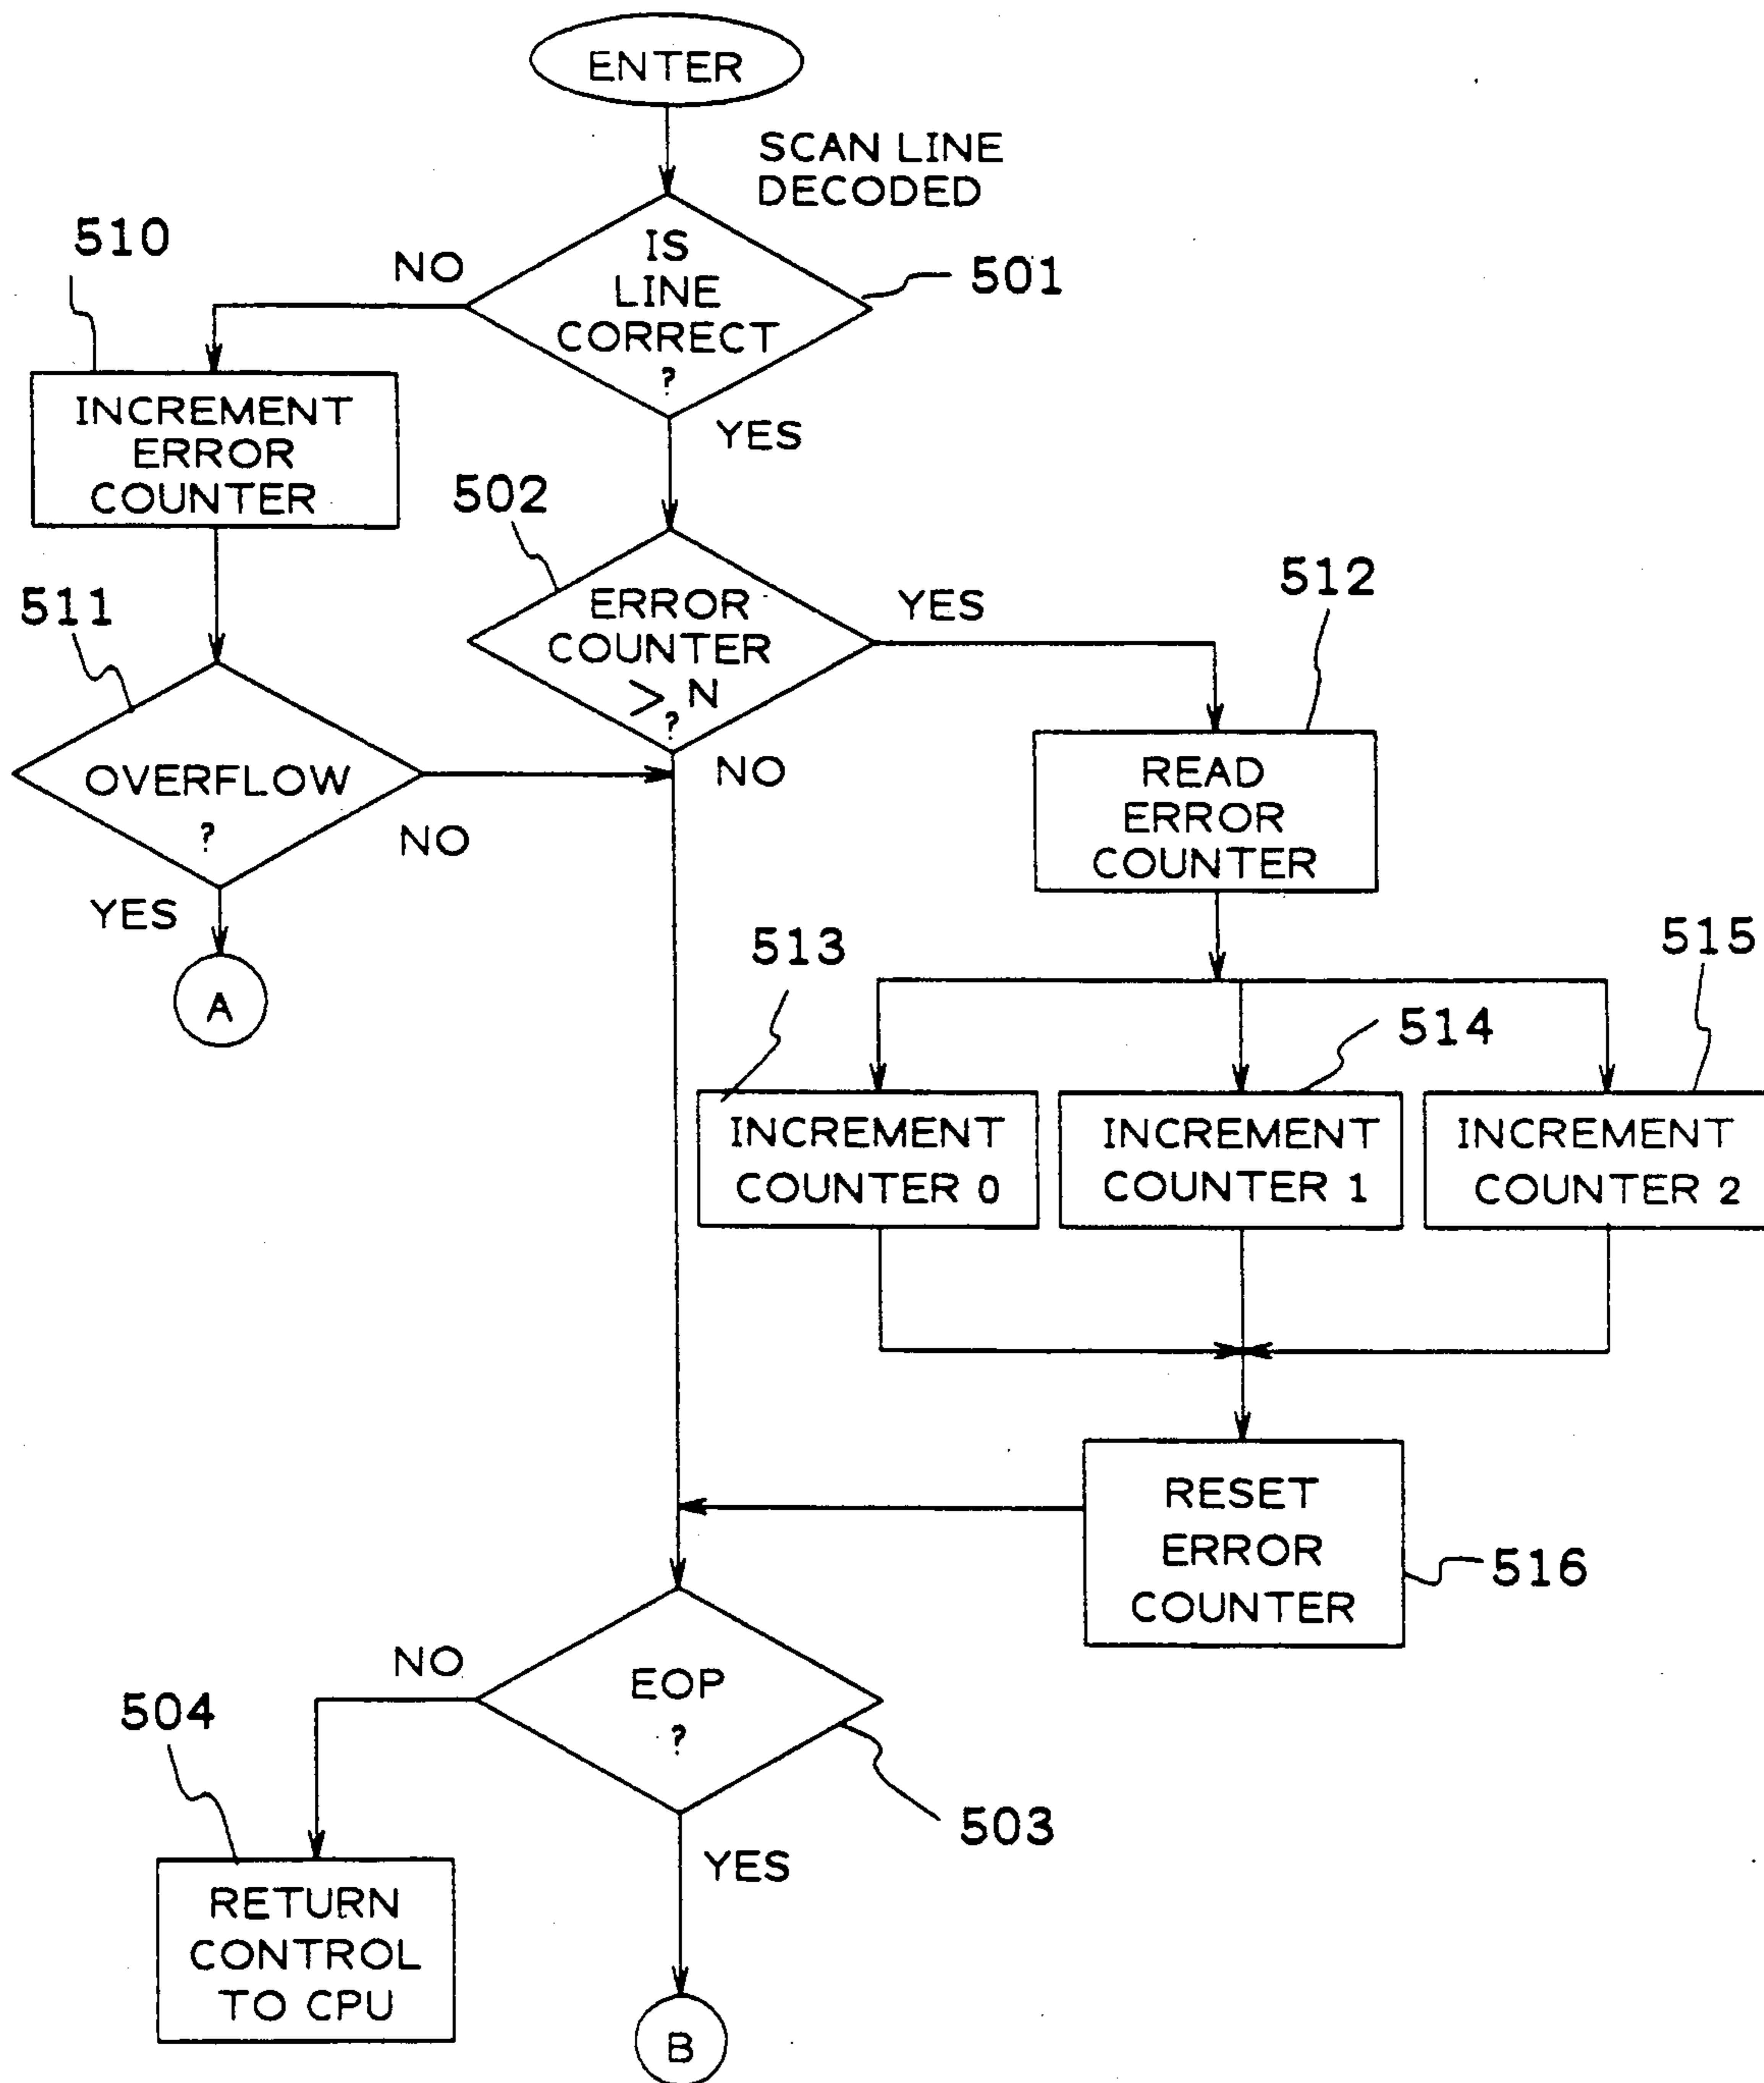 ENTER
SCAN LINE
DECODED
510
NO
IS
LINE
CORRECT
?
501
INCREMENT
ERROR
COUNTER
YES
502
511
ERROR
COUNTER
> N
?
YES
512
OVERFLOW
?
NO
NO
READ
ERROR
COUNTER
YES
A
513
514
515
INCREMENT
COUNTER 0
INCREMENT
COUNTER 1
INCREMENT
COUNTER 2
RESET
ERROR
COUNTER
516
NO
EOP
?
504
503
YES
RETURN
CONTROL
TO CPU
B